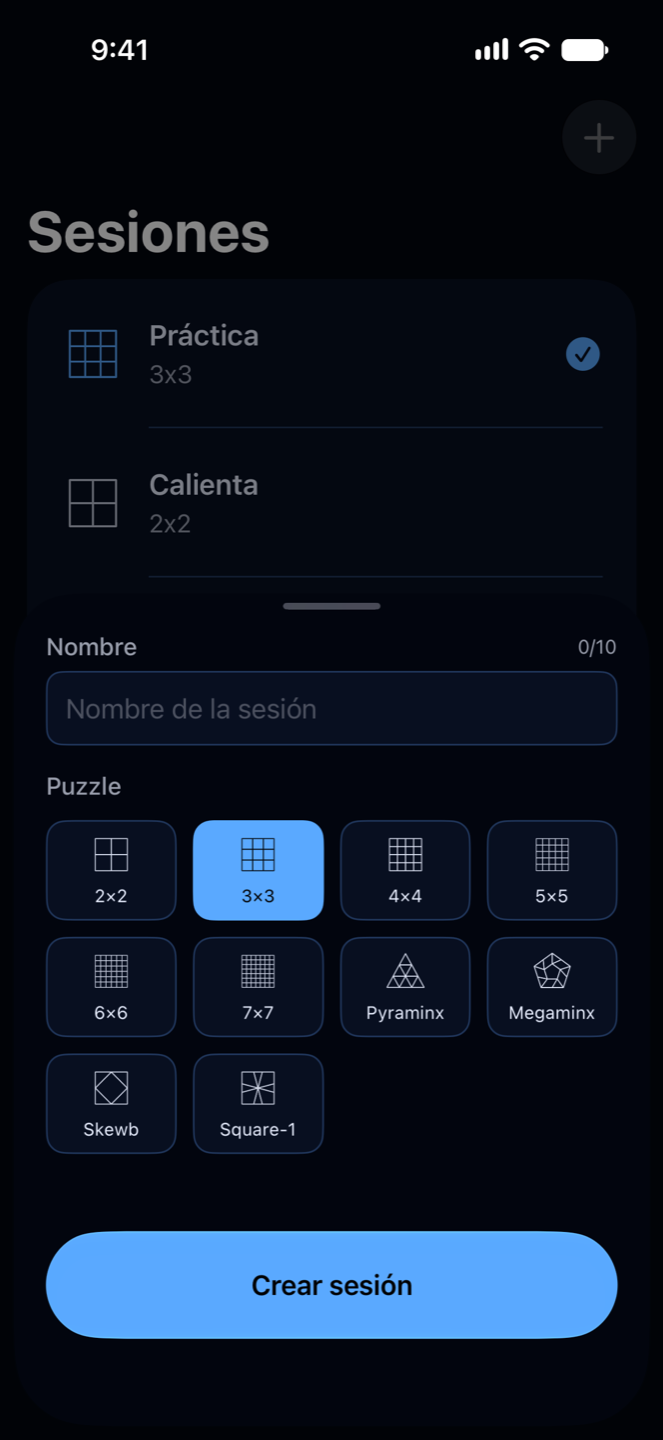 9:41
Sesiones
Práctica
3x3
Calienta
2x2
Nombre 0/10
Nombre de la sesión
Puzzle
2×2 3×3 4×4 5×5
6×6 7×7 Pyraminx Megaminx
Skewb Square-1
Crear sesión